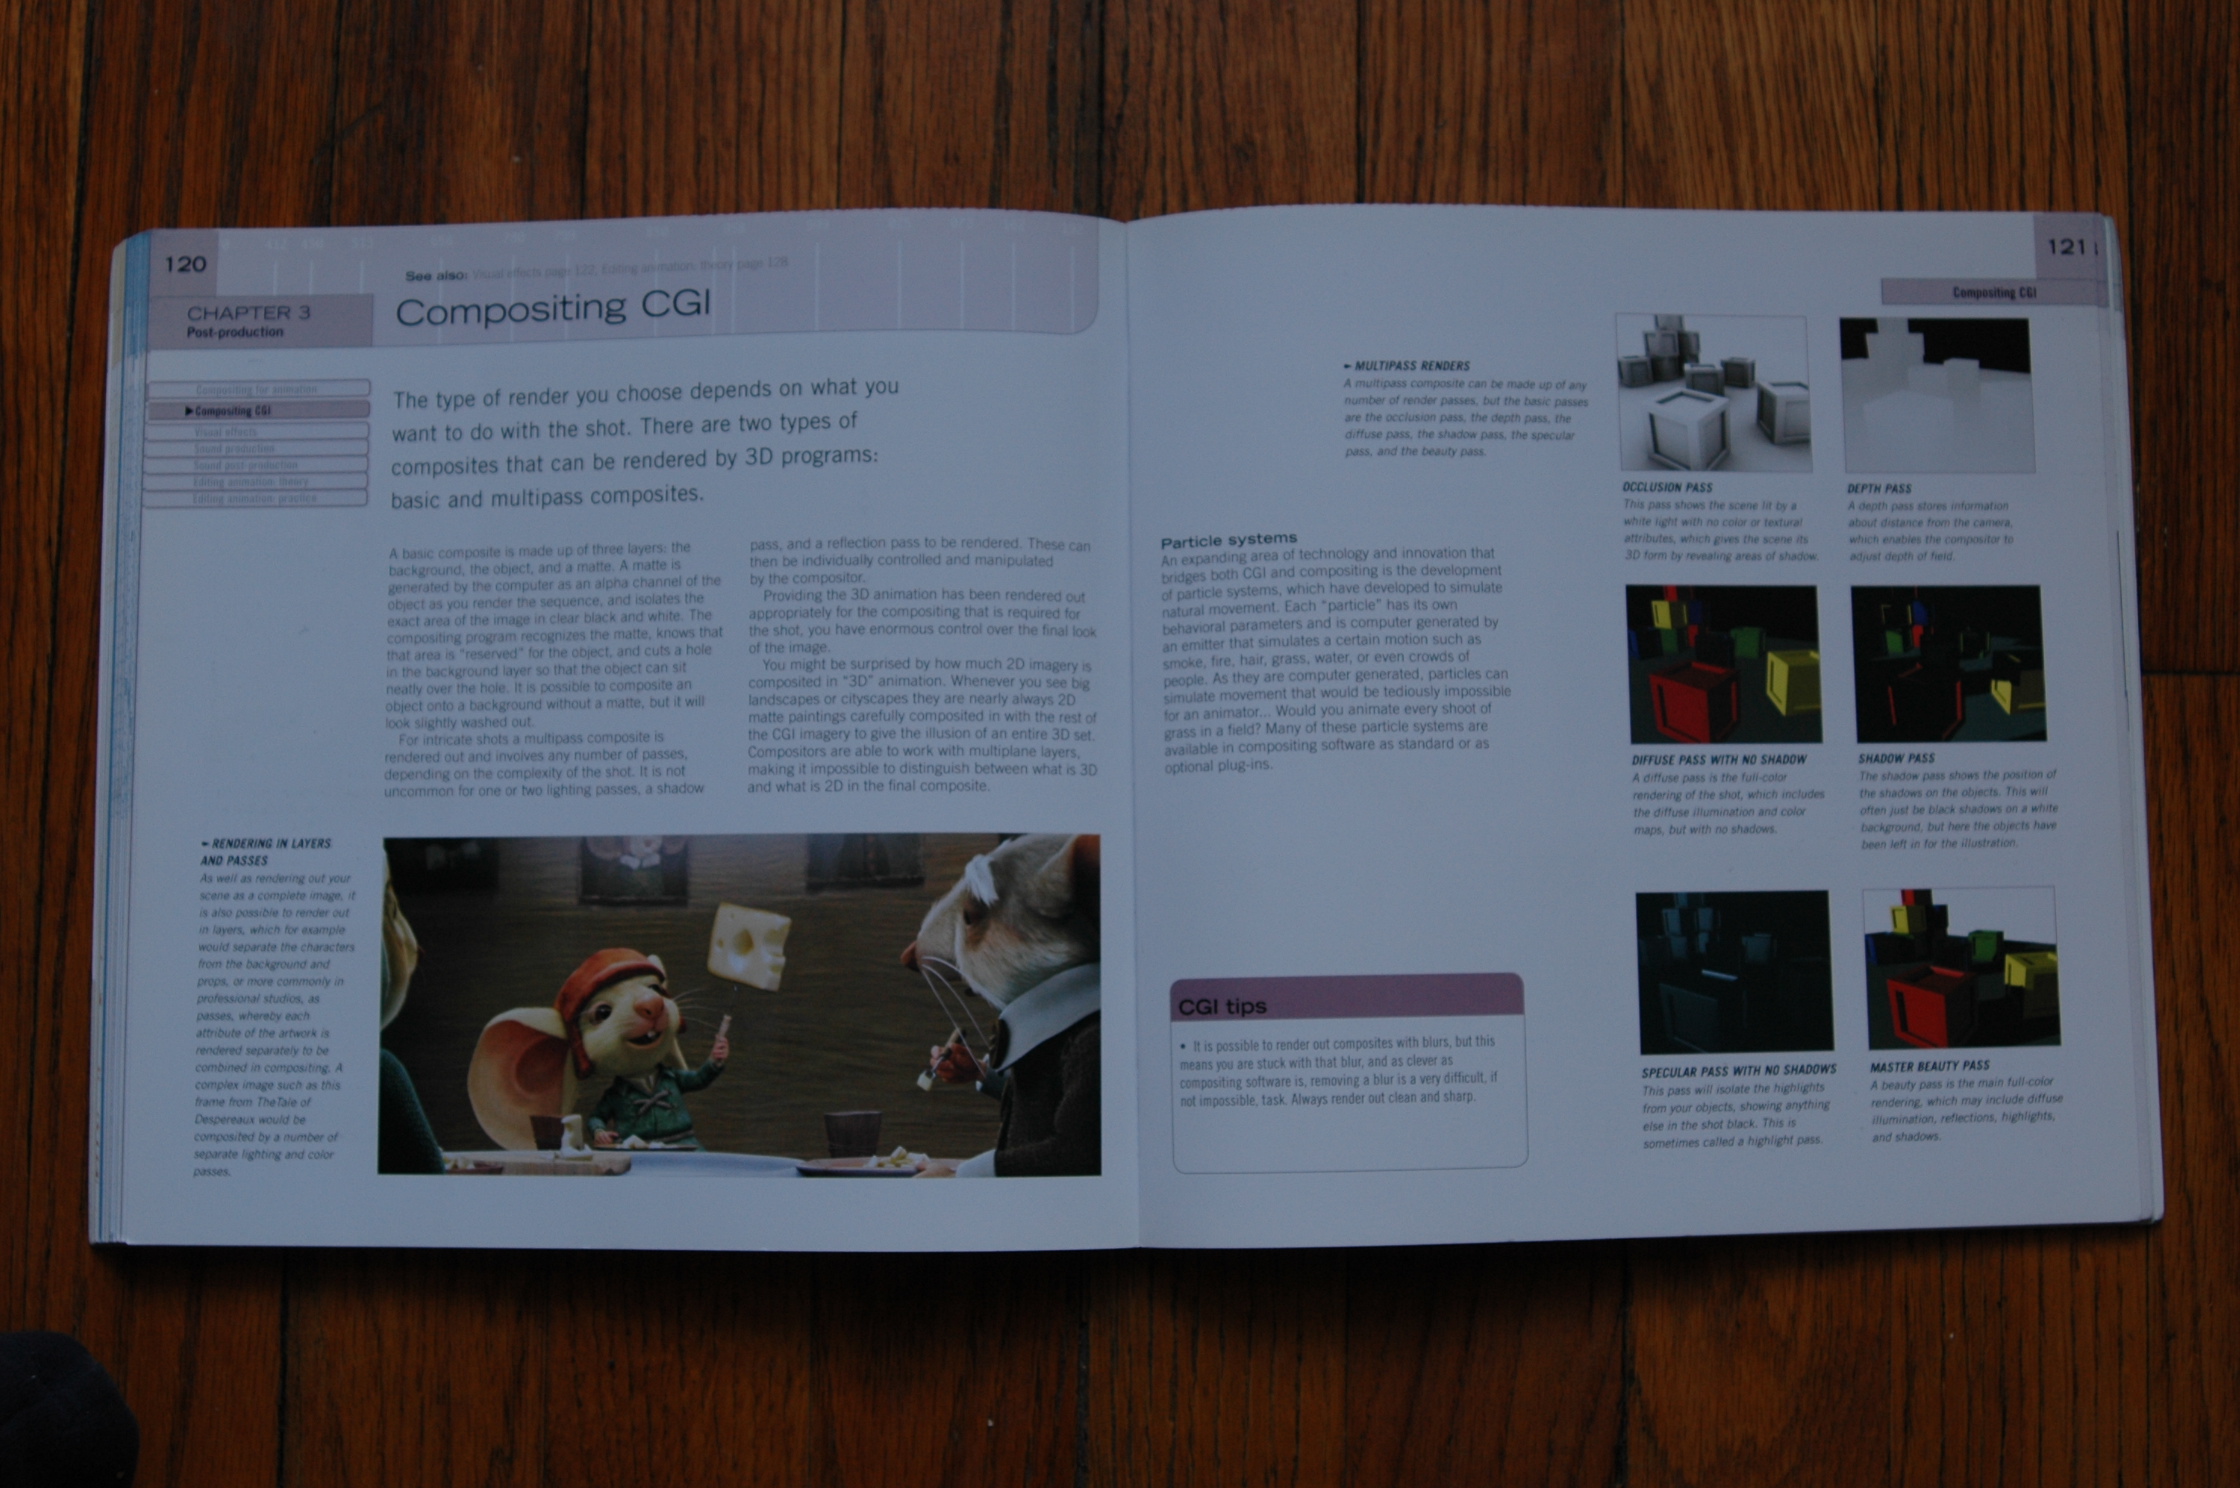 120
See also: Visual effects page 122, Editing animation: theory page 128
CHAPTER 3
Post-production
Compositing CGI
Compositing for animation
►Compositing CGI
Visual effects
Sound production
Sound post-production
Editing animation: theory
Editing animation: practice
The type of render you choose depends on what you
want to do with the shot. There are two types of
composites that can be rendered by 3D programs:
basic and multipass composites.
A basic composite is made up of three layers: the
background, the object, and a matte. A matte is
generated by the computer as an alpha channel of the
object as you render the sequence, and isolates the
exact area of the image in clear black and white. The
compositing program recognizes the matte, knows that
that area is "reserved" for the object, and cuts a hole
in the background layer so that the object can sit
neatly over the hole. It is possible to composite an
object onto a background without a matte, but it will
look slightly washed out.
For intricate shots a multipass composite is
rendered out and involves any number of passes,
depending on the complexity of the shot. It is not
uncommon for one or two lighting passes, a shadow
pass, and a reflection pass to be rendered. These can
then be individually controlled and manipulated
by the compositor.
Providing the 3D animation has been rendered out
appropriately for the compositing that is required for
the shot, you have enormous control over the final look
of the image.
You might be surprised by how much 2D imagery is
composited in "3D" animation. Whenever you see big
landscapes or cityscapes they are nearly always 2D
matte paintings carefully composited in with the rest of
the CGI imagery to give the illusion of an entire 3D set.
Compositors are able to work with multiplane layers,
making it impossible to distinguish between what is 3D
and what is 2D in the final composite.
► RENDERING IN LAYERS
AND PASSES
As well as rendering out your
scene as a complete image, it
is also possible to render out
in layers, which for example
would separate the characters
from the background and
props, or more commonly in
professional studios, as
passes, whereby each
attribute of the artwork is
rendered separately to be
combined in compositing. A
complex image such as this
frame from The Tale of
Despereaux would be
composited by a number of
separate lighting and color
passes.
121
Compositing CGI
► MULTIPASS RENDERS
A multipass composite can be made up of any
number of render passes, but the basic passes
are the occlusion pass, the depth pass, the
diffuse pass, the shadow pass, the specular
pass, and the beauty pass.
Particle systems
An expanding area of technology and innovation that
bridges both CGI and compositing is the development
of particle systems, which have developed to simulate
natural movement. Each "particle" has its own
behavioral parameters and is computer generated by
an emitter that simulates a certain motion such as
smoke, fire, hair, grass, water, or even crowds of
people. As they are computer generated, particles can
simulate movement that would be tediously impossible
for an animator... Would you animate every shoot of
grass in a field? Many of these particle systems are
available in compositing software as standard or as
optional plug-ins.
CGI tips
• It is possible to render out composites with blurs, but this
means you are stuck with that blur, and as clever as
compositing software is, removing a blur is a very difficult, if
not impossible, task. Always render out clean and sharp.
OCCLUSION PASS
This pass shows the scene lit by a
white light with no color or textural
attributes, which gives the scene its
3D form by revealing areas of shadow.
DEPTH PASS
A depth pass stores information
about distance from the camera,
which enables the compositor to
adjust depth of field.
DIFFUSE PASS WITH NO SHADOW
A diffuse pass is the full-color
rendering of the shot, which includes
the diffuse illumination and color
maps, but with no shadows.
SHADOW PASS
The shadow pass shows the position of
the shadows on the objects. This will
often just be black shadows on a white
background, but here the objects have
been left in for the illustration.
SPECULAR PASS WITH NO SHADOWS
This pass will isolate the highlights
from your objects, showing anything
else in the shot black. This is
sometimes called a highlight pass.
MASTER BEAUTY PASS
A beauty pass is the main full-color
rendering, which may include diffuse
illumination, reflections, highlights,
and shadows.